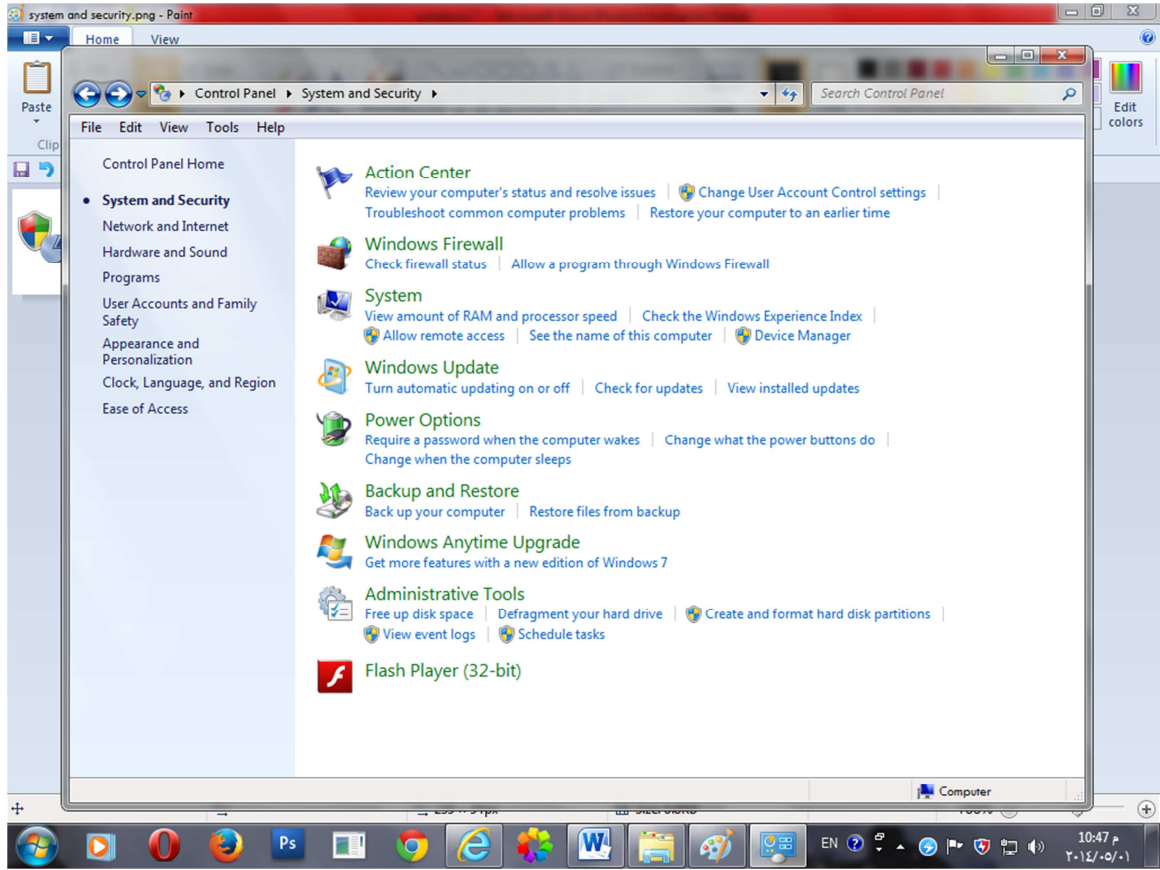 system and security.png - Paint
Home View
Paste
Clip
Edit
colors
Control Panel System and Security
Search Control Panel
File Edit View Tools Help
Control Panel Home
System and Security
Network and Internet
Hardware and Sound
Programs
User Accounts and Family
Safety
Appearance and
Personalization
Clock, Language, and Region
Ease of Access
Action Center
Review your computer's status and resolve issues Change User Account Control settings
Troubleshoot common computer problems Restore your computer to an earlier time
Windows Firewall
Check firewall status Allow a program through Windows Firewall
System
View amount of RAM and processor speed Check the Windows Experience Index
Allow remote access See the name of this computer Device Manager
Windows Update
Turn automatic updating on or off Check for updates View installed updates
Power Options
Require a password when the computer wakes Change what the power buttons do
Change when the computer sleeps
Backup and Restore
Back up your computer Restore files from backup
Windows Anytime Upgrade
Get more features with a new edition of Windows 7
Administrative Tools
Free up disk space Defragment your hard drive Create and format hard disk partitions
View event logs Schedule tasks
Flash Player (32-bit)
Computer
Ps
W
EN
10:47 م
٢٠١٤/٠٥/٠١